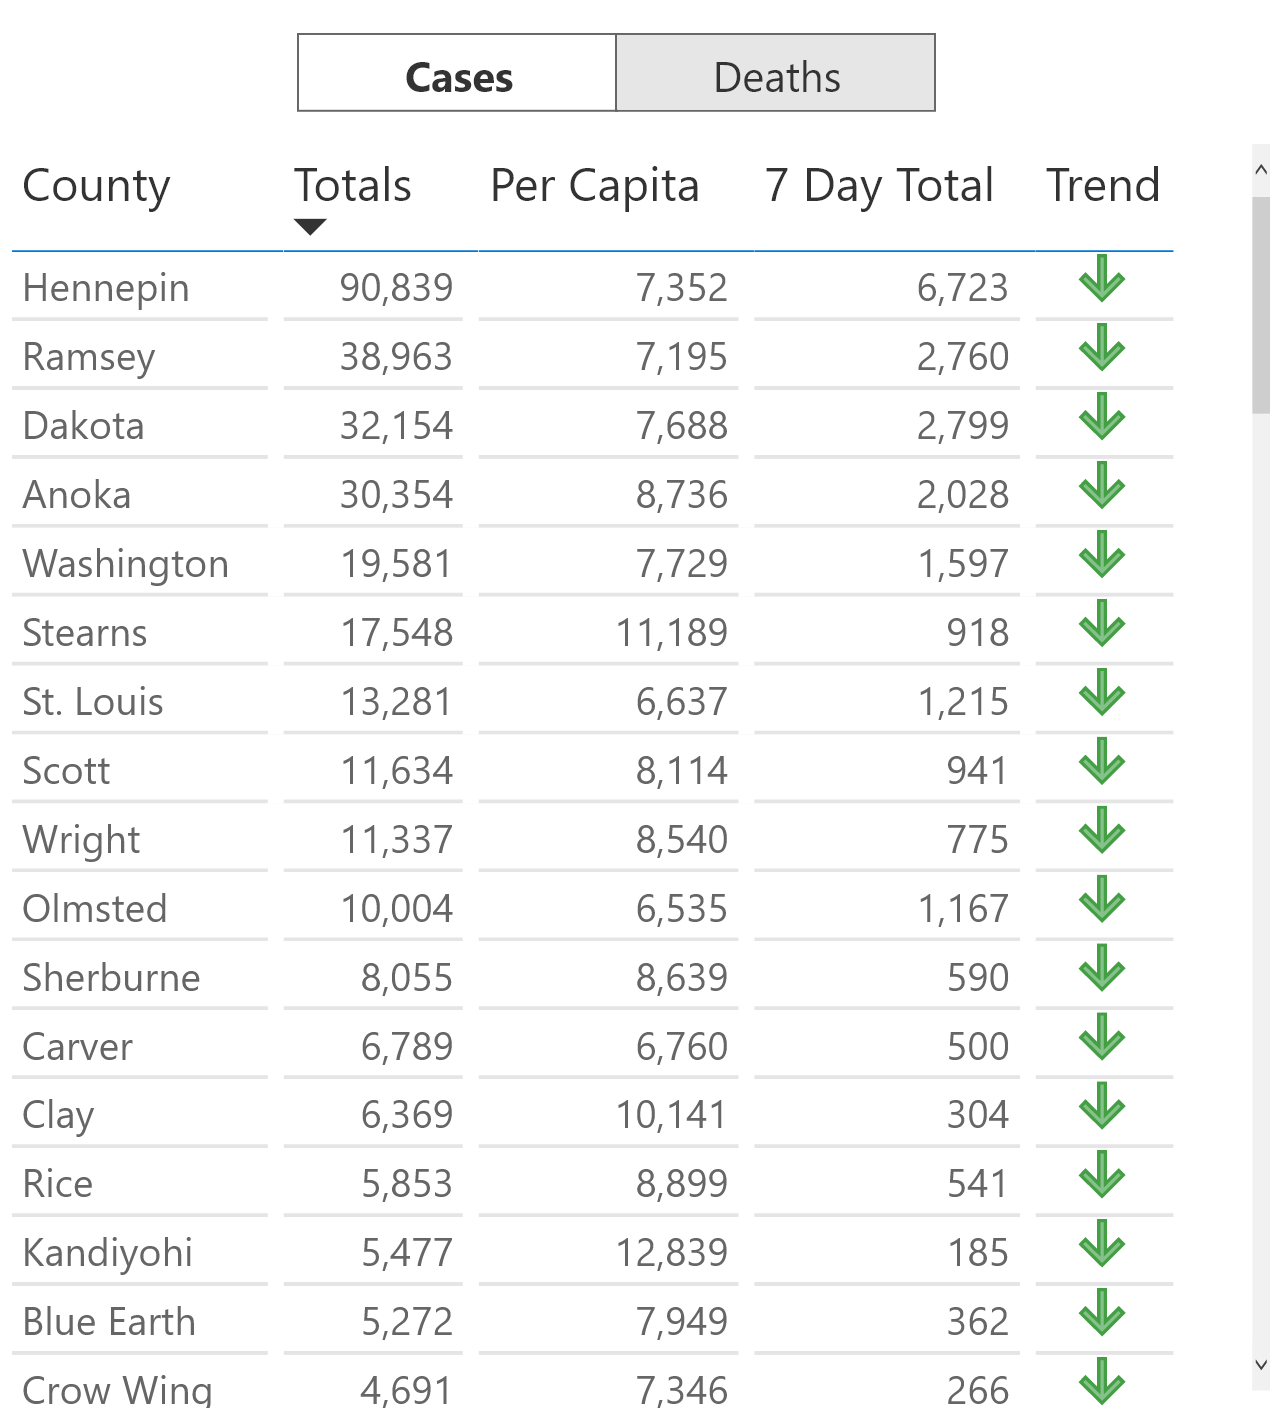 Cases Deaths
County Totals Per Capita 7 Day Total Trend
Hennepin 90,839 7,352 6,723
Ramsey 38,963 7,195 2,760
Dakota 32,154 7,688 2,799
Anoka 30,354 8,736 2,028
Washington 19,581 7,729 1,597
Stearns 17,548 11,189 918
St. Louis 13,281 6,637 1,215
Scott 11,634 8,114 941
Wright 11,337 8,540 775
Olmsted 10,004 6,535 1,167
Sherburne 8,055 8,639 590
Carver 6,789 6,760 500
Clay 6,369 10,141 304
Rice 5,853 8,899 541
Kandiyohi 5,477 12,839 185
Blue Earth 5,272 7,949 362
Crow Wing 4,691 7,346 266